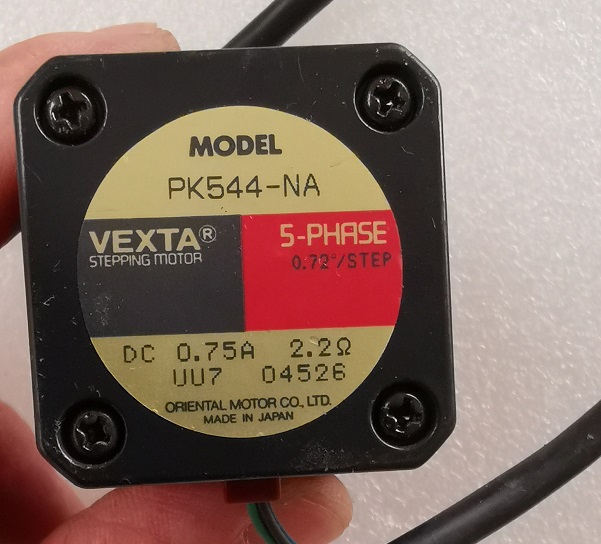 MODEL
PK544-NA
VEXTA® 5-PHASE
STEPPING MOTOR 0.72°/STEP
DC 0.75A 2.2Ω
UU7 04526
ORIENTAL MOTOR CO., LTD.
MADE IN JAPAN